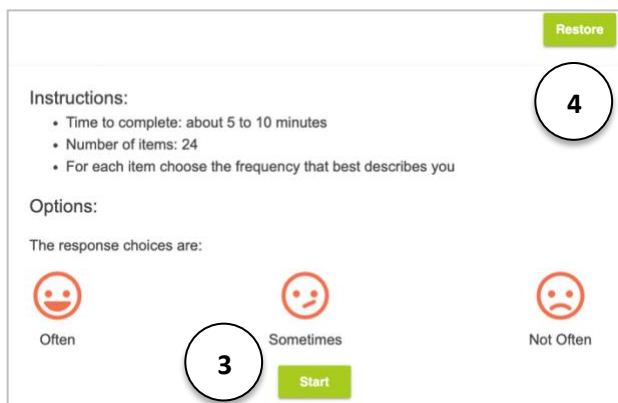 Restore
4
Instructions:
• Time to complete: about 5 to 10 minutes
• Number of items: 24
• For each item choose the frequency that best describes you
Options:
The response choices are:
Often
Sometimes
Not Often
3
Start